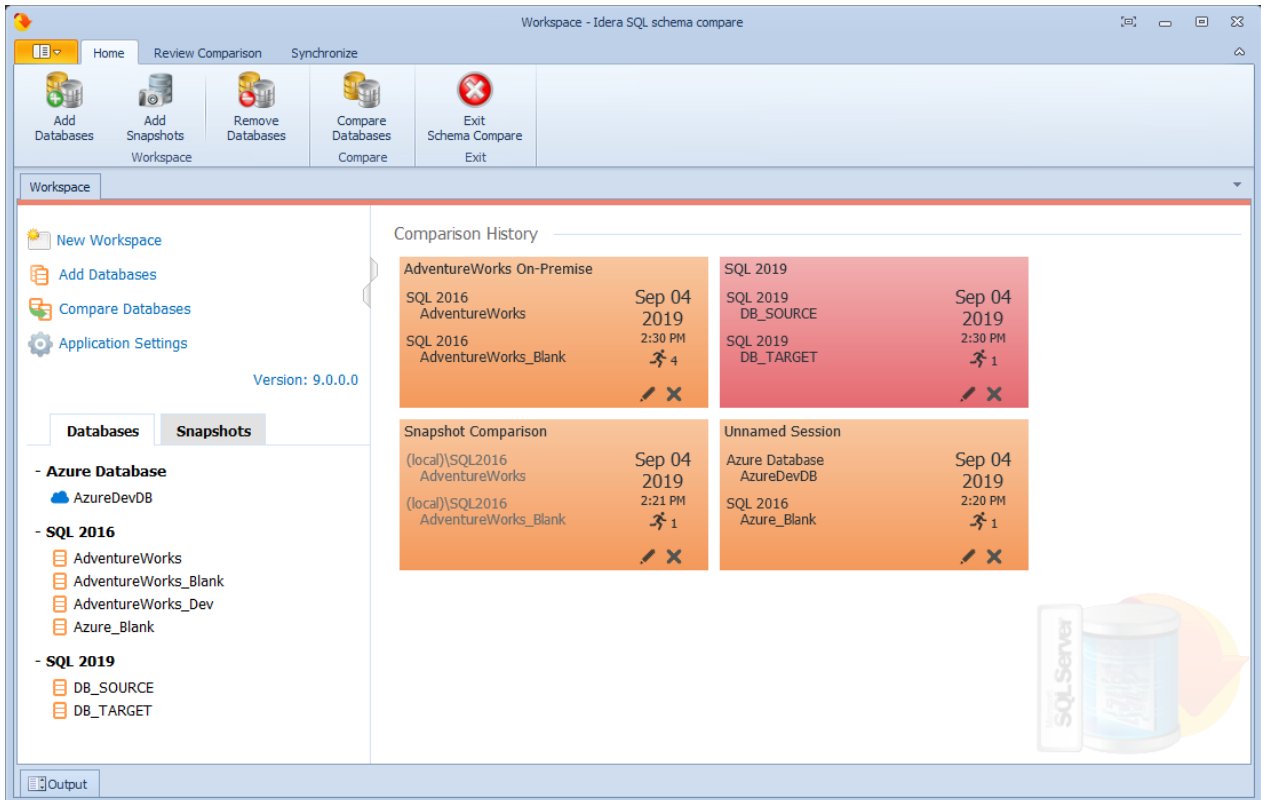 Workspace - Idera SQL schema compare
Home Review Comparison Synchronize
Add Databases
Add Snapshots
Remove Databases
Compare Databases
Exit Schema Compare
Workspace Compare Exit
Workspace
New Workspace
Add Databases
Compare Databases
Application Settings
Version: 9.0.0.0
Databases Snapshots
- Azure Database
AzureDevDB
- SQL 2016
AdventureWorks
AdventureWorks_Blank
AdventureWorks_Dev
Azure_Blank
- SQL 2019
DB_SOURCE
DB_TARGET
Comparison History
AdventureWorks On-Premise
SQL 2016
AdventureWorks
SQL 2016
AdventureWorks_Blank
Sep 04
2019
2:30 PM
4
SQL 2019
SQL 2019
DB_SOURCE
SQL 2019
DB_TARGET
Sep 04
2019
2:30 PM
1
Snapshot Comparison
(local)\SQL2016
AdventureWorks
(local)\SQL2016
AdventureWorks_Blank
Sep 04
2019
2:21 PM
1
Unnamed Session
Azure Database
AzureDevDB
SQL 2016
Azure_Blank
Sep 04
2019
2:20 PM
1
SQLServer
Output